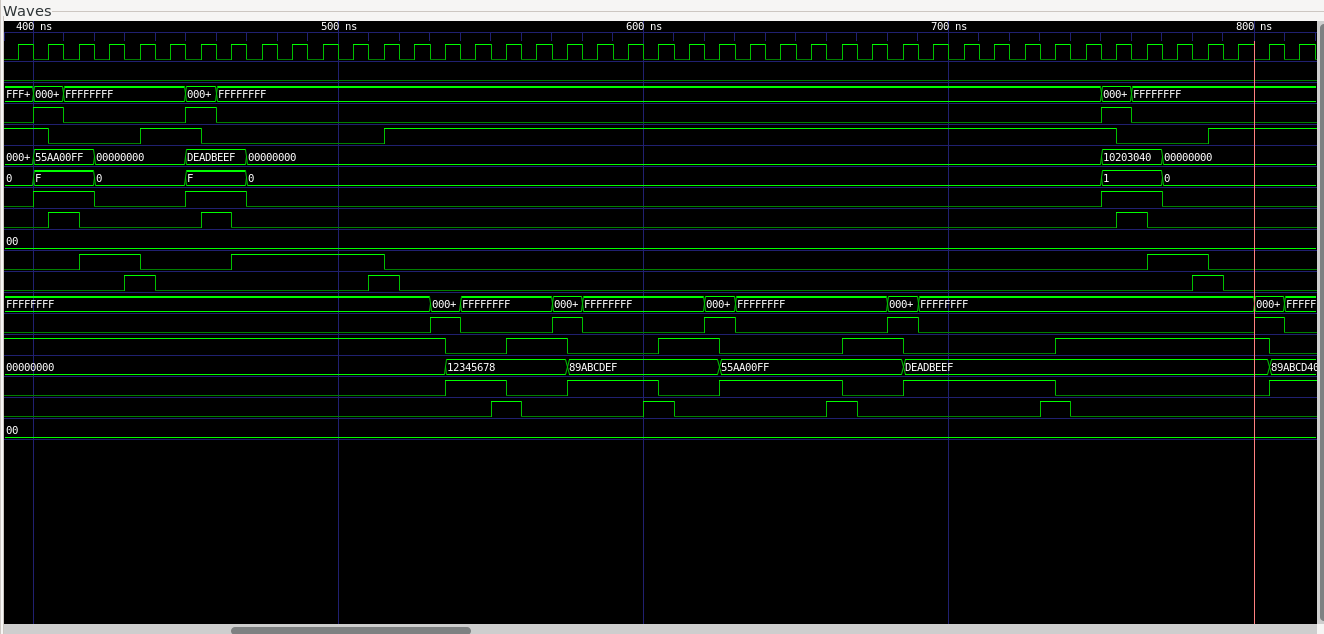 Waves
400 ns 500 ns 600 ns 700 ns 800 ns
FFF+ 000+ FFFFFFFF 000+ FFFFFFFF 000+ FFFFFFFF
000+ 55AA00FF 00000000 DEADBEEF 00000000 10203040 00000000
0 F 0 F 0 1 0
00
FFFFFFFF 000+ FFFFFFFF 000+ FFFFFFFF 000+ FFFFFFFF 000+ FFFFFFFF 000+ FFFFF
00000000 12345678 89ABCDEF 55AA00FF DEADBEEF 89ABCD40
00